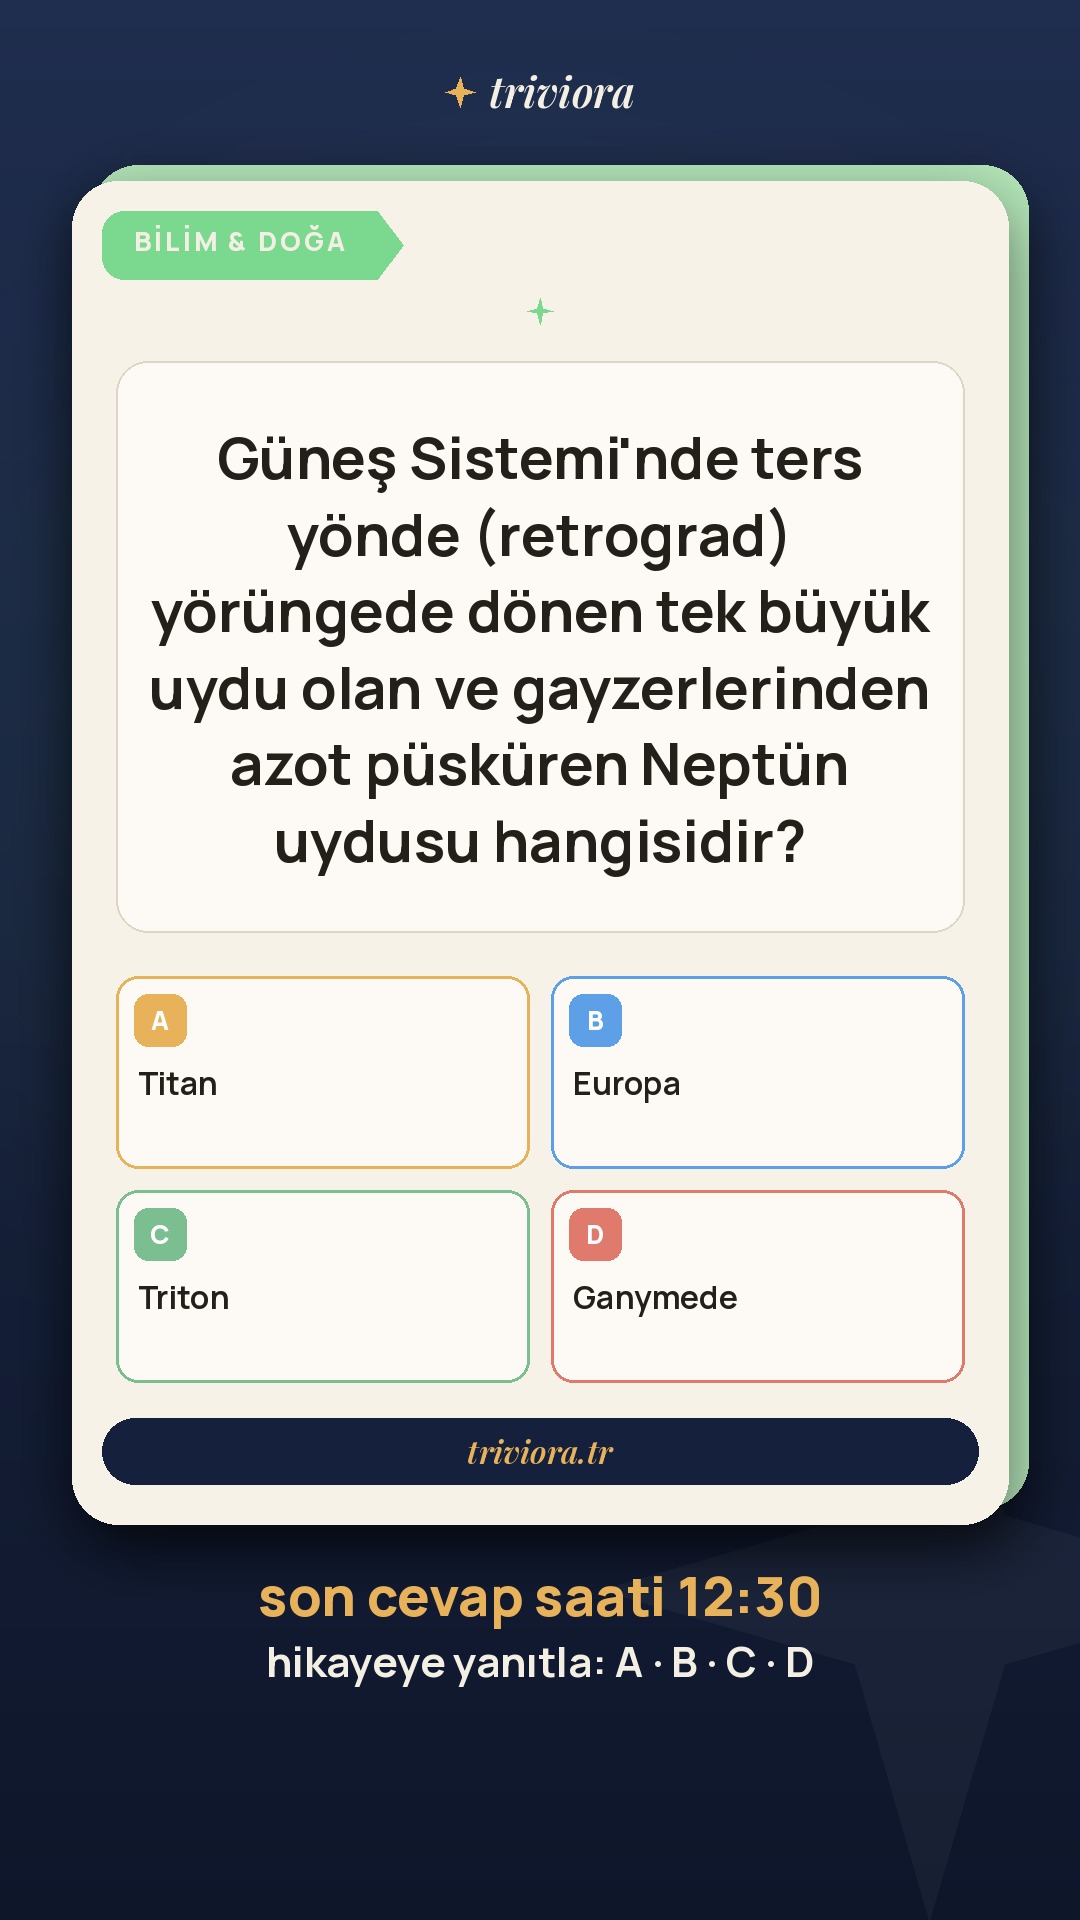 triviora
BİLİM & DOĞA
Güneş Sistemi'nde ters
yönde (retrograd)
yörüngede dönen tek büyük
uydu olan ve gayzerlerinden
azot püsküren Neptün
uydusu hangisidir?
A
Titan
B
Europa
C
Triton
D
Ganymede
triviora.tr
son cevap saati 12:30
hikayeye yanıtla: A · B · C · D